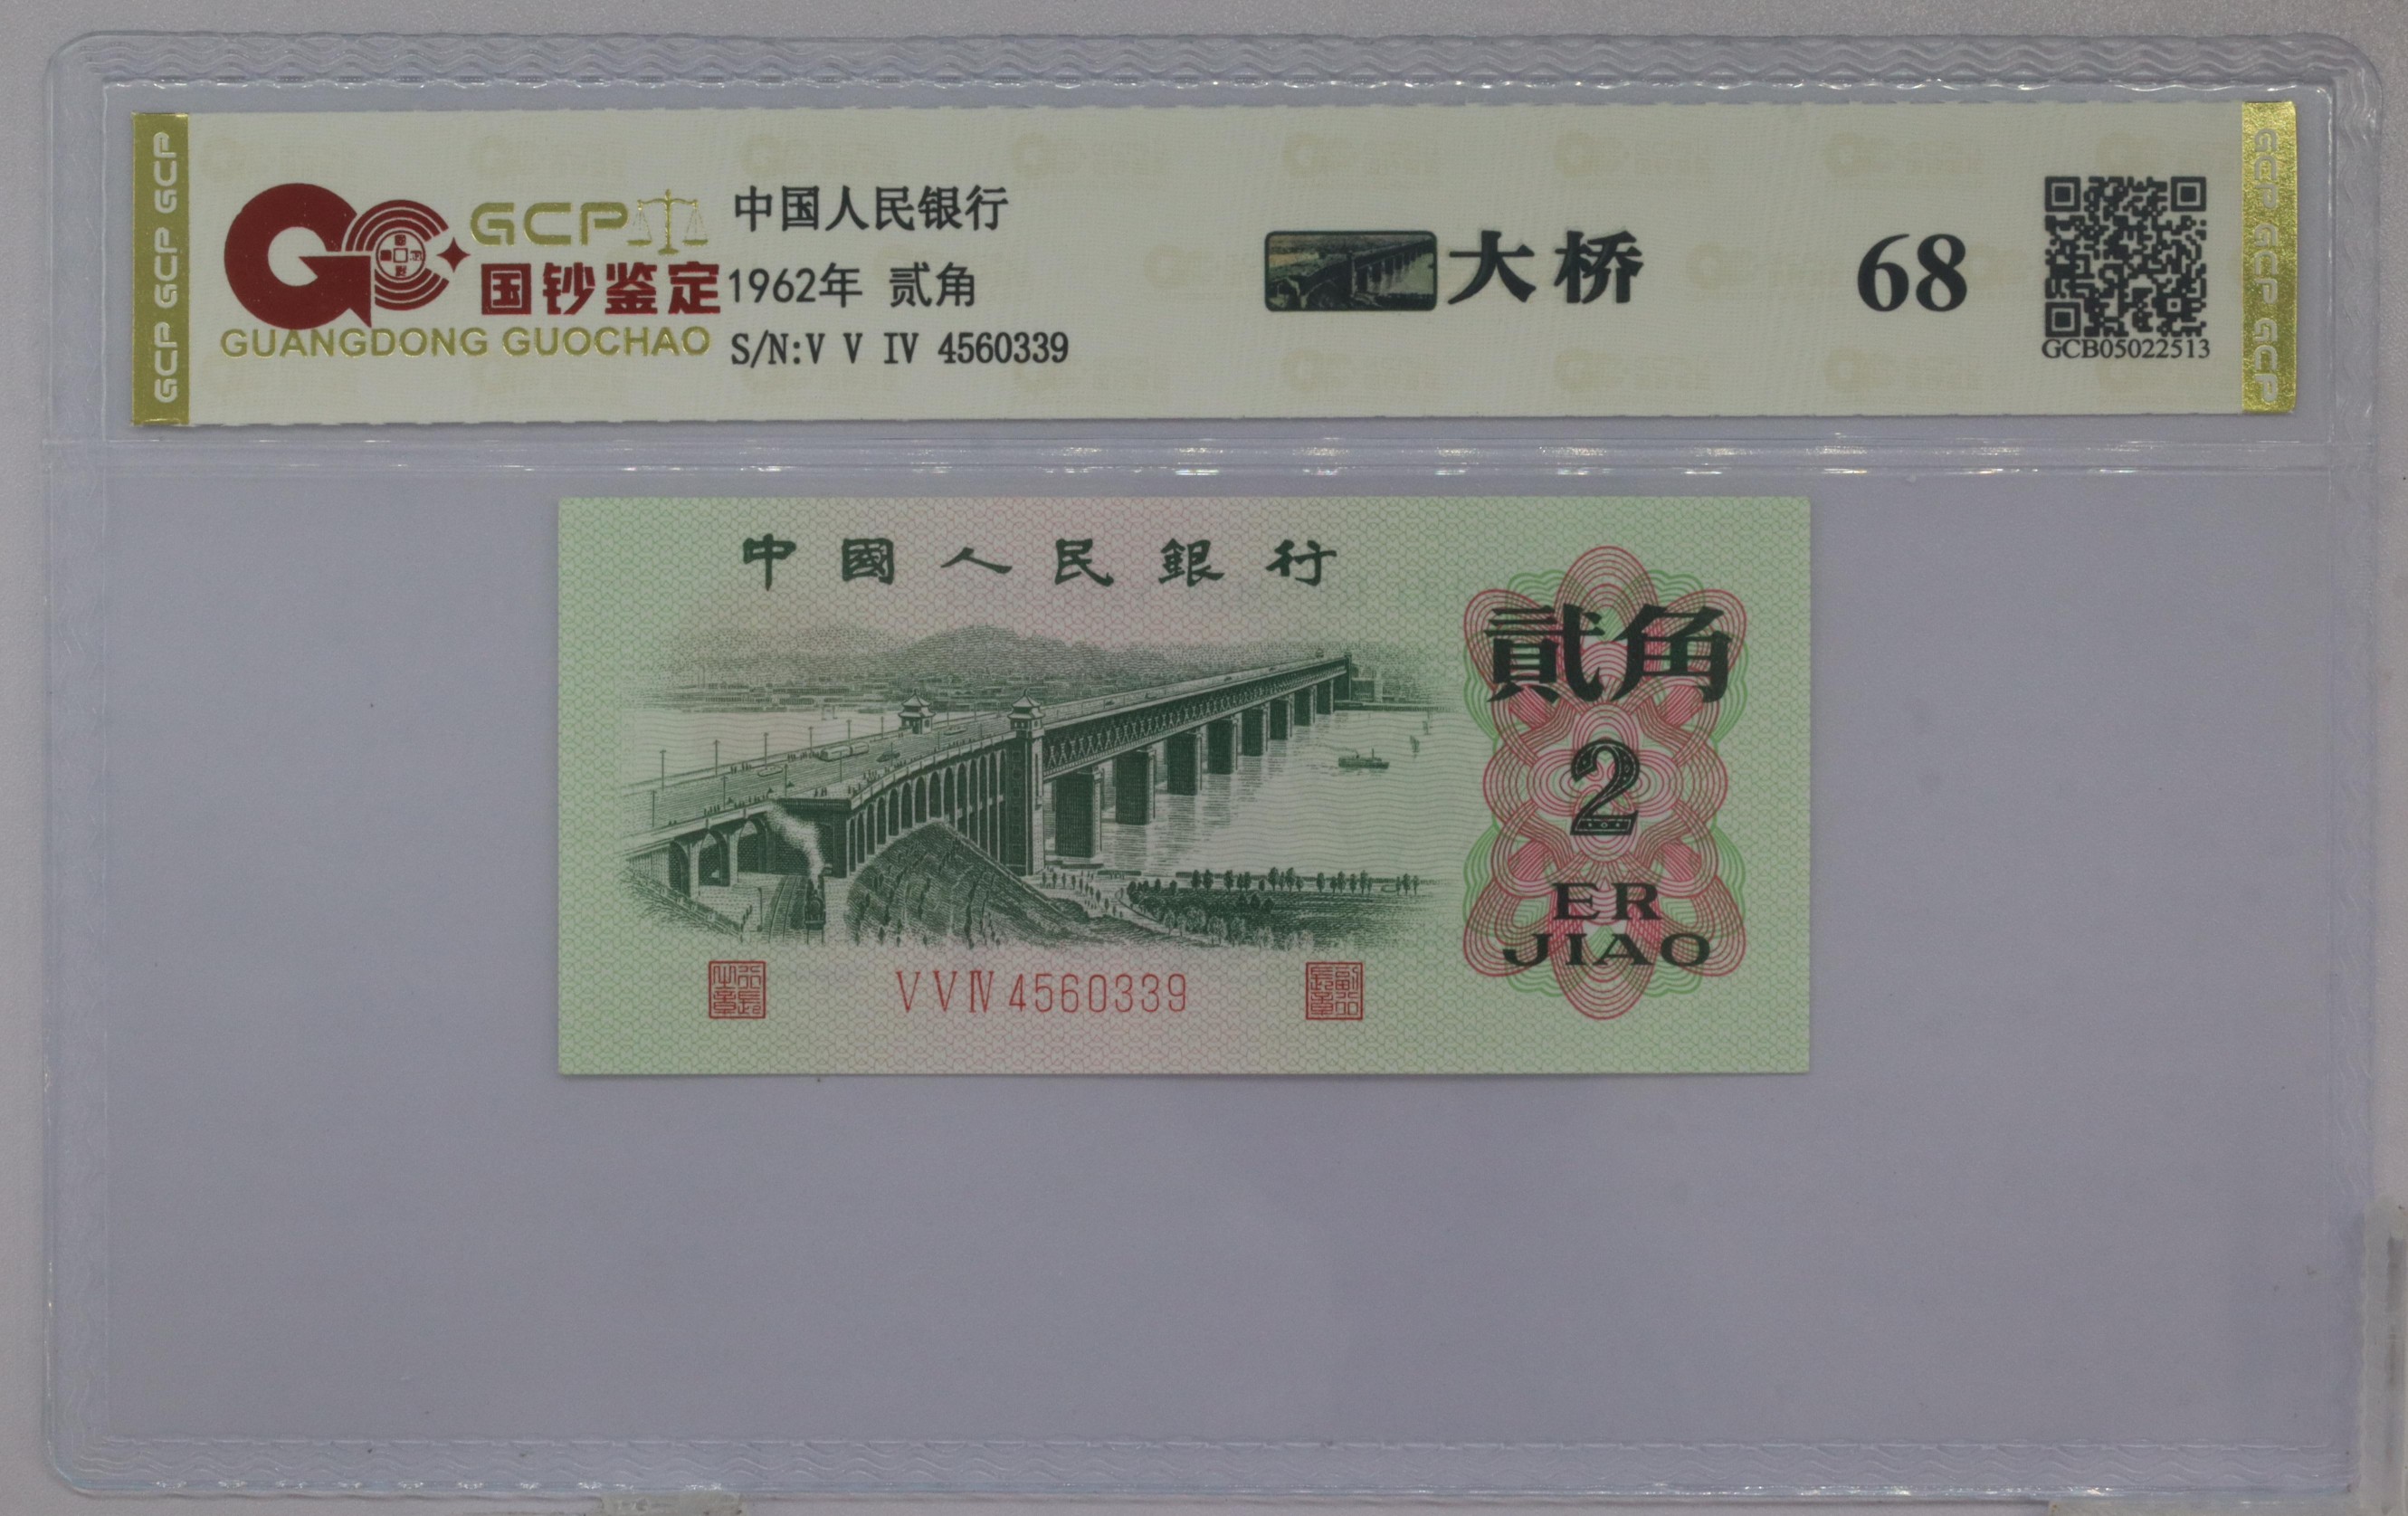 GCP GCP GCP
GCP
国钞鉴定
GUANGDONG GUOCHAO
中国人民银行
1962年 贰角
S/N:V V IV 4560339
大桥
68
GCB05022513
GCP GCP GCP
中國人民銀行
貳角
2
ER
JIAO
V V IV 4560339